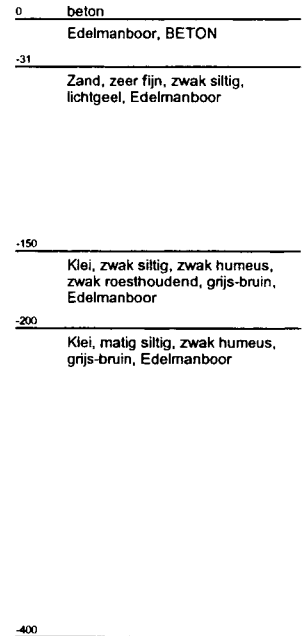 0 beton
Edelmanboor, BETON
-31
Zand, zeer fijn, zwak siltig,
lichtgeel, Edelmanboor
-150
Klei, zwak siltig, zwak humeus,
zwak roesthoudend, grijs-bruin,
Edelmanboor
-200
Klei, matig siltig, zwak humeus,
grijs-bruin, Edelmanboor
-400